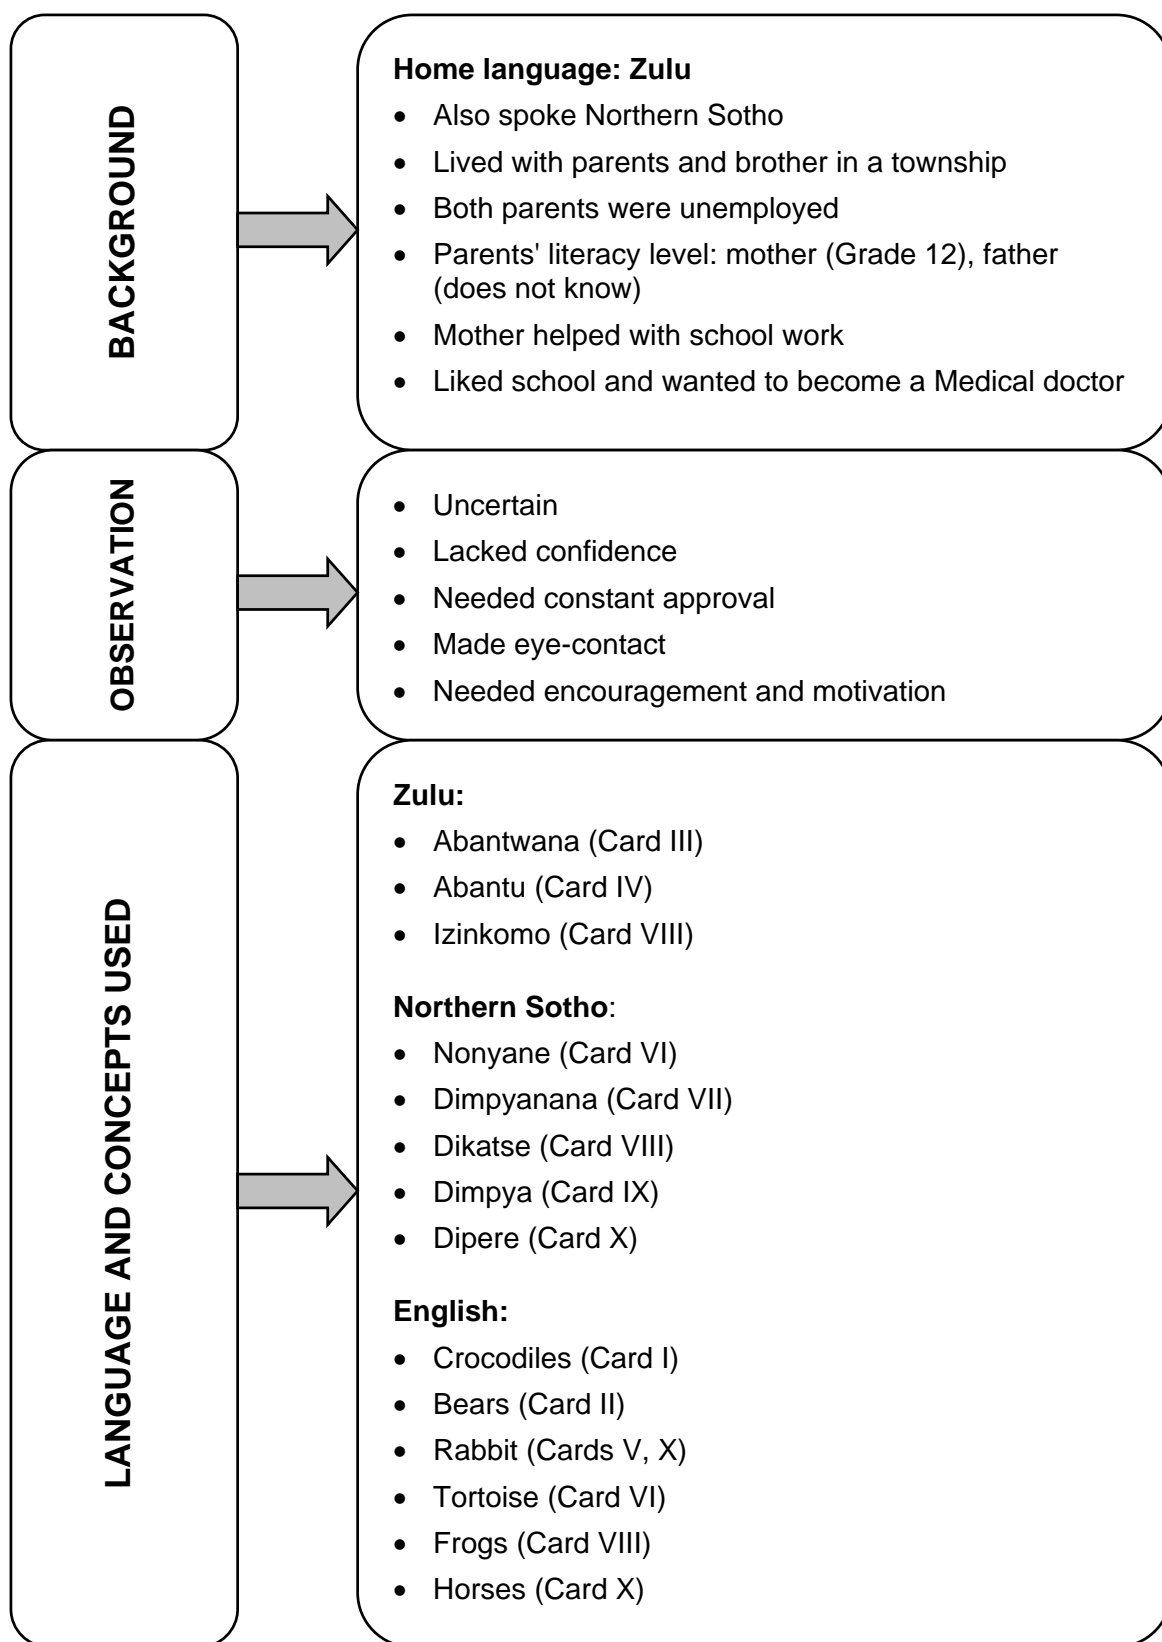 BACKGROUND
Home language: Zulu
• Also spoke Northern Sotho
• Lived with parents and brother in a township
• Both parents were unemployed
• Parents' literacy level: mother (Grade 12), father
(does not know)
• Mother helped with school work
• Liked school and wanted to become a Medical doctor
OBSERVATION
• Uncertain
• Lacked confidence
• Needed constant approval
• Made eye-contact
• Needed encouragement and motivation
LANGUAGE AND CONCEPTS USED
Zulu:
• Abantwana (Card III)
• Abantu (Card IV)
• Izinkomo (Card VIII)
Northern Sotho:
• Nonyane (Card VI)
• Dimpyanana (Card VII)
• Dikatse (Card VIII)
• Dimpya (Card IX)
• Dipere (Card X)
English:
• Crocodiles (Card I)
• Bears (Card II)
• Rabbit (Cards V, X)
• Tortoise (Card VI)
• Frogs (Card VIII)
• Horses (Card X)